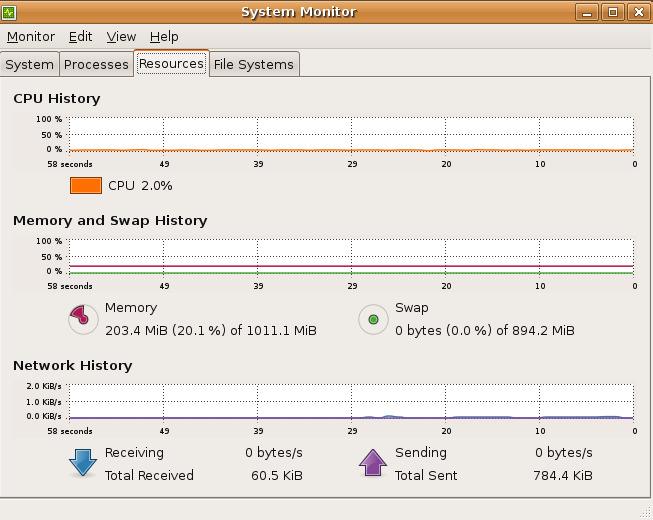 System Monitor
Monitor Edit View Help
System Processes Resources File Systems
CPU History
100 %
50 %
0 %
58 seconds 49 39 29 20 10 0
CPU 2.0%
Memory and Swap History
100 %
50 %
0 %
58 seconds 49 39 29 20 10 0
Memory Swap
203.4 MiB (20.1 %) of 1011.1 MiB 0 bytes (0.0 %) of 894.2 MiB
Network History
2.0 KiB/s
1.0 KiB/s
0.0 KiB/s
58 seconds 49 39 29 20 10 0
Receiving 0 bytes/s Sending 0 bytes/s
Total Received 60.5 KiB Total Sent 784.4 KiB